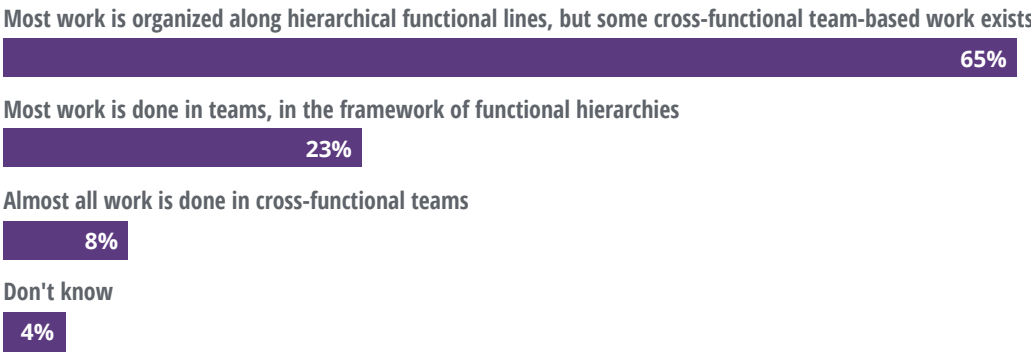 Most work is organized along hierarchical functional lines, but some cross-functional team-based work exists
65%
Most work is done in teams, in the framework of functional hierarchies
23%
Almost all work is done in cross-functional teams
8%
Don't know
4%